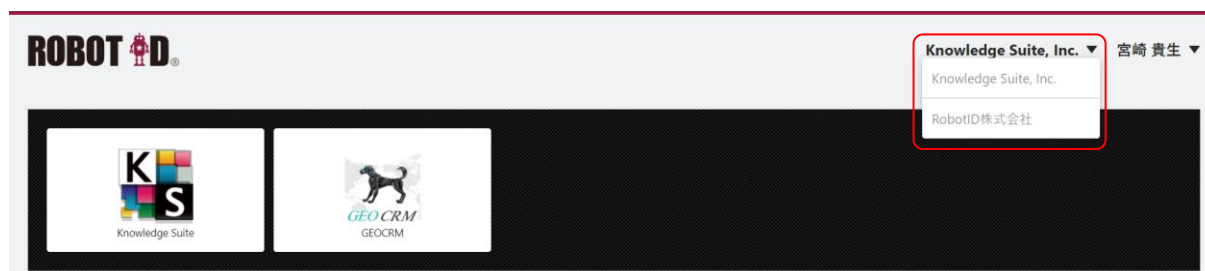 ROBOT ID®
Knowledge Suite, Inc. ▼
宮崎 貴生 ▼
Knowledge Suite, Inc.
RobotID株式会社
K
S
Knowledge Suite
GEO CRM
GEOCRM